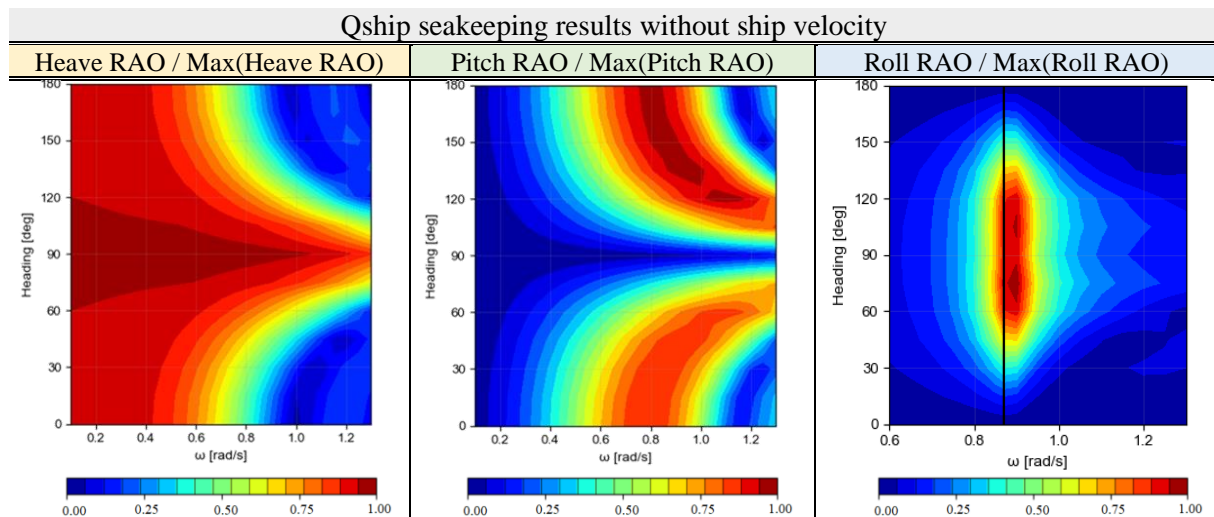 Qship seakeeping results without ship velocity
Heave RAO / Max(Heave RAO) Pitch RAO / Max(Pitch RAO) Roll RAO / Max(Roll RAO)
180 180 180
150 150 150
120 120 120
Heading [deg] Heading [deg] Heading [deg]
90 90 90
60 60 60
30 30 30
0 0 0
0.2 0.4 0.6 0.8 1.0 1.2 0.2 0.4 0.6 0.8 1.0 1.2 0.6 0.8 1.0 1.2
ω [rad/s] ω [rad/s] ω [rad/s]
0.00 0.25 0.50 0.75 1.00 0.00 0.25 0.50 0.75 1.00 0.00 0.25 0.50 0.75 1.00